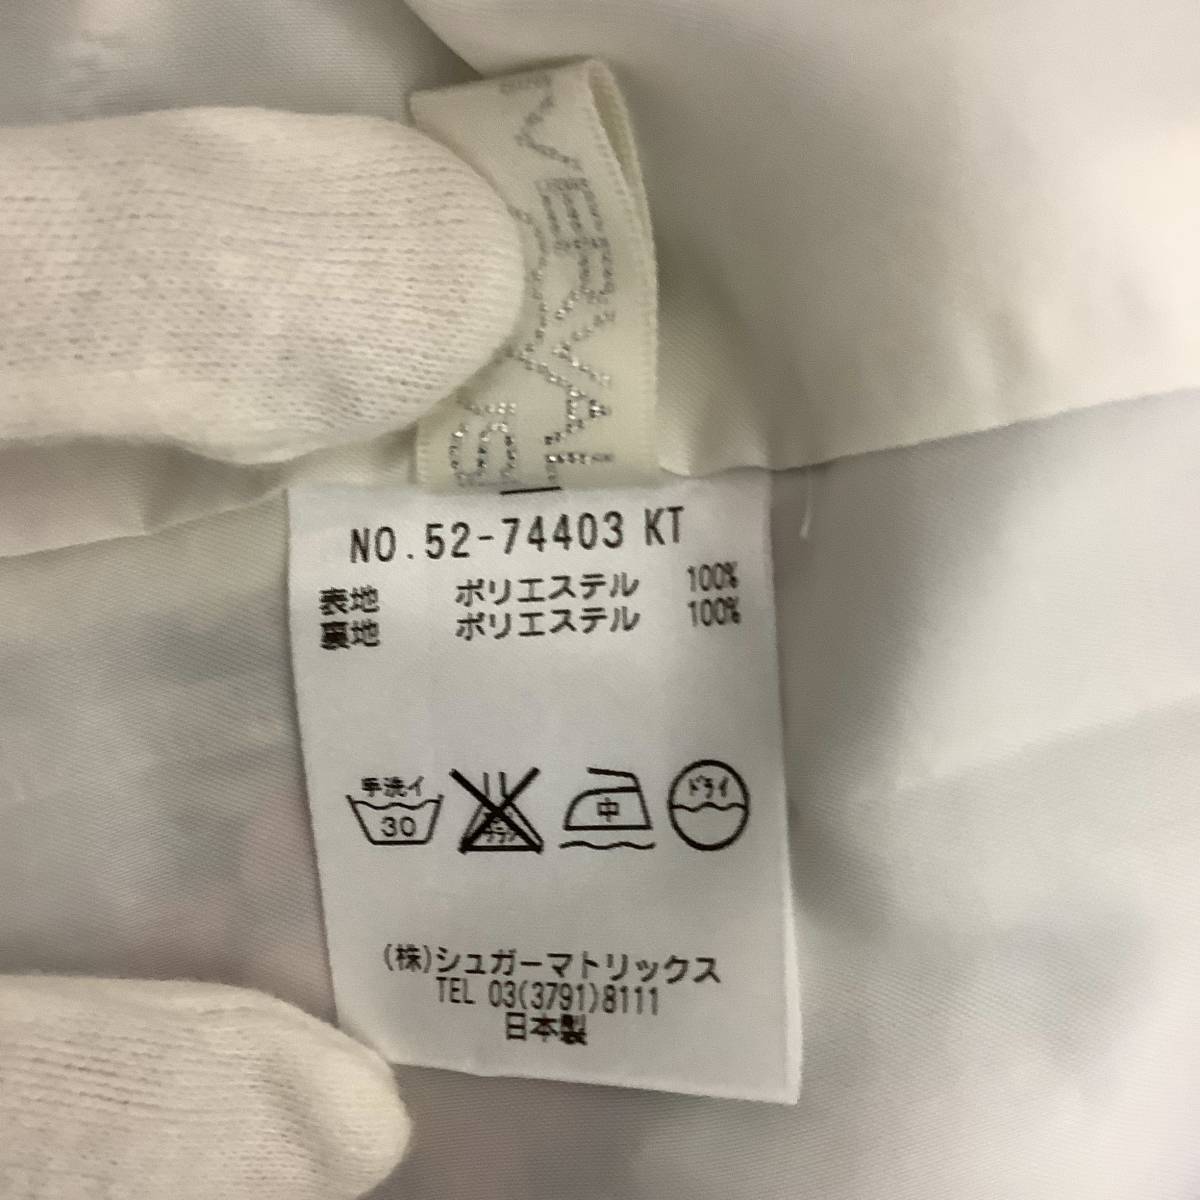 NO.52-74403 KT
表地 ポリエステル 100%
裏地 ポリエステル 100%
手洗イ 30 中 ドライ
(株)シュガーマトリックス
TEL 03(3791)8111
日本製